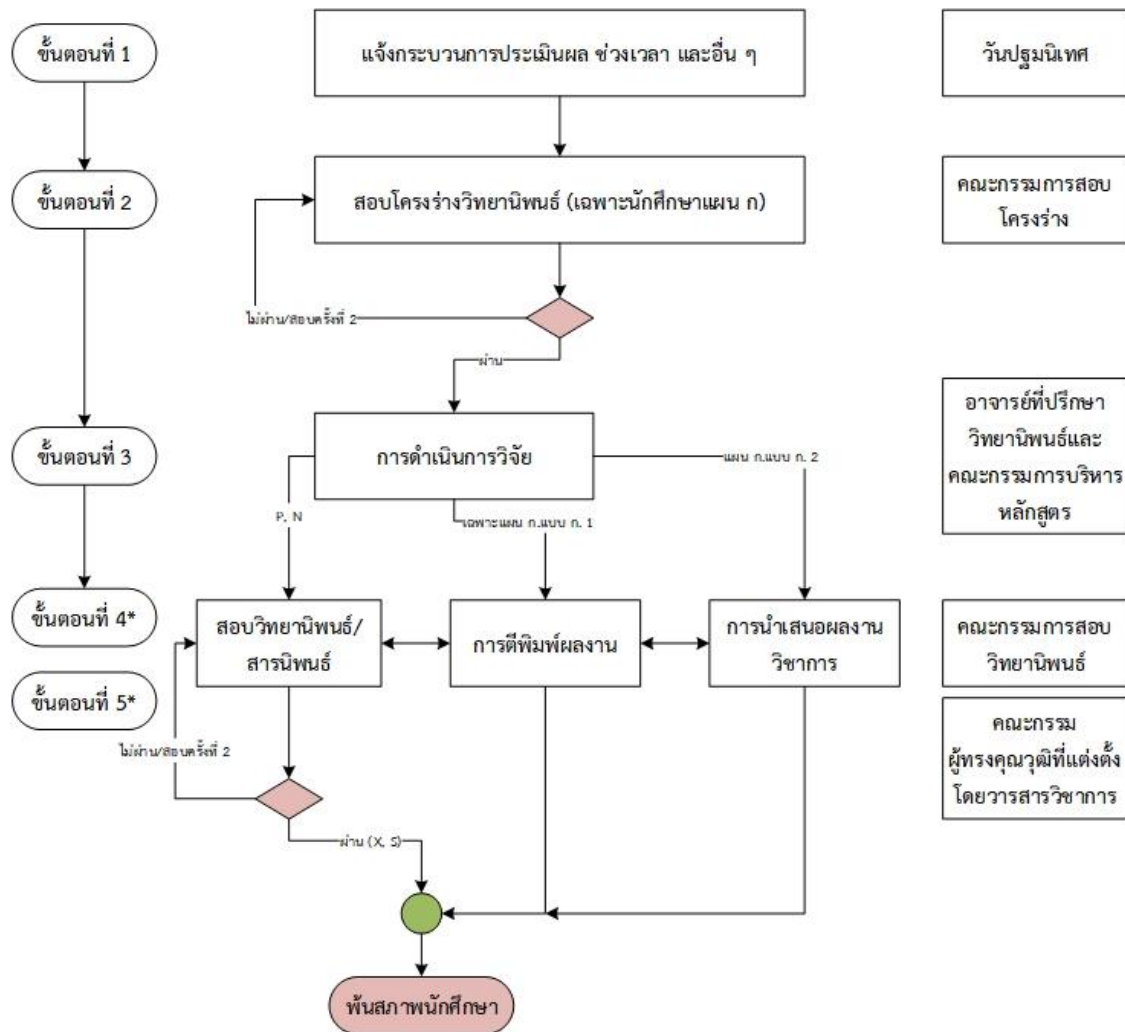 ขั้นตอนที่ 1
แจ้งกระบวนการประเมินผล ช่วงเวลา และอื่น ๆ
วันปฐมนิเทศ
ขั้นตอนที่ 2
สอบโครงร่างวิทยานิพนธ์ (เฉพาะนักศึกษาแผน ก)
คณะกรรมการสอบ
โครงร่าง
ไม่ผ่าน/สอบครั้งที่ 2
ผ่าน
ขั้นตอนที่ 3
การดำเนินการวิจัย
แผน ก.แบบ ก. 2
อาจารย์ที่ปรึกษา
วิทยานิพนธ์และ
คณะกรรมการบริหาร
หลักสูตร
P, N
เฉพาะแผน ก.แบบ ก. 1
ขั้นตอนที่ 4*
สอบวิทยานิพนธ์/
สารนิพนธ์
การตีพิมพ์ผลงาน
การนำเสนอผลงาน
วิชาการ
คณะกรรมการสอบ
วิทยานิพนธ์
ขั้นตอนที่ 5*
ไม่ผ่าน/สอบครั้งที่ 2
คณะกรรม
ผู้ทรงคุณวุฒิที่แต่งตั้ง
โดยวารสารวิชาการ
ผ่าน (X, S)
พ้นสภาพนักศึกษา